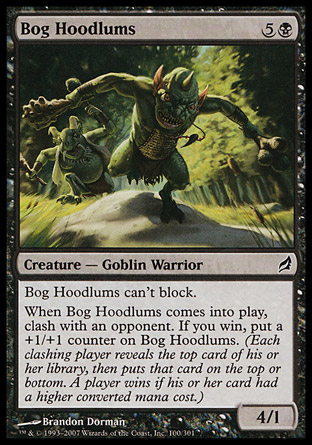 Bog Hoodlums 5
Creature — Goblin Warrior
Bog Hoodlums can't block.
When Bog Hoodlums comes into play,
clash with an opponent. If you win, put a
+1/+1 counter on Bog Hoodlums. (Each
clashing player reveals the top card of his or
her library, then puts that card on the top or
bottom. A player wins if his or her card had
a higher converted mana cost.)
Brandon Dorman
™ & © 1993–2007 Wizards of the Coast, Inc. 100/301
4/1